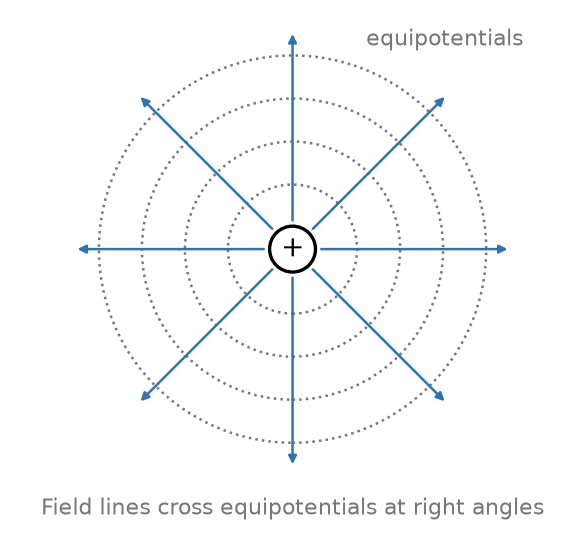 equipotentials
+
Field lines cross equipotentials at right angles